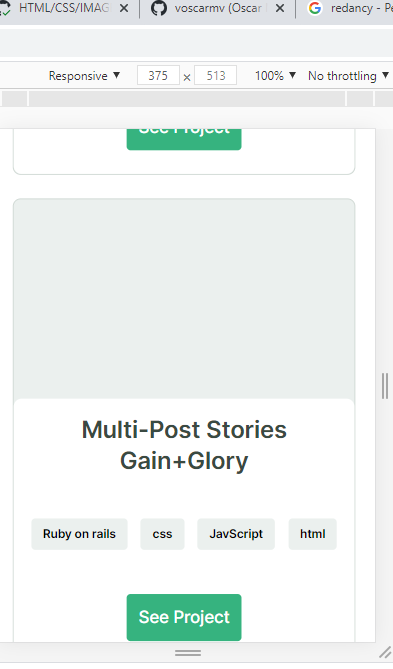 HTML/CSS/IMAG
voscarmv (Oscar
redancy - Pe
Responsive
375 × 513
100%
No throttling
See Project
Multi-Post Stories
Gain+Glory
Ruby on rails
css
JavScript
html
See Project